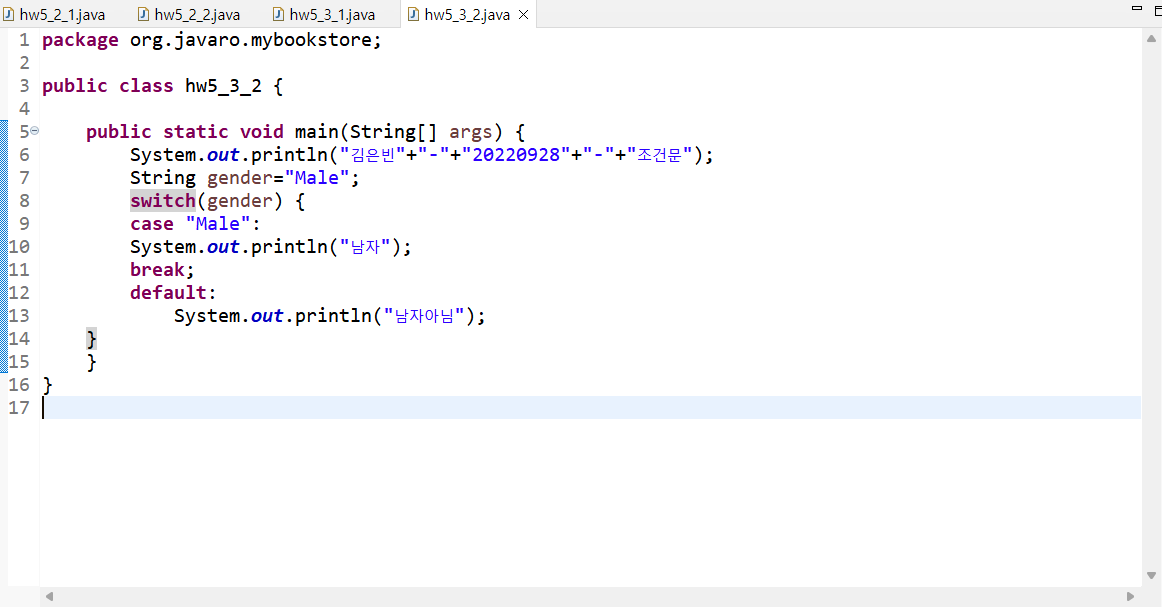 hw5_2_1.java hw5_2_2.java hw5_3_1.java hw5_3_2.java
1 package org.javaro.mybookstore;
2
3 public class hw5_3_2 {
4
5     public static void main(String[] args) {
6         System.out.println("김은빈"+"-"+"20220928"+"-"+"조건문");
7         String gender="Male";
8         switch(gender) {
9         case "Male":
10         System.out.println("남자");
11         break;
12         default:
13             System.out.println("남자아님");
14     }
15     }
16 }
17